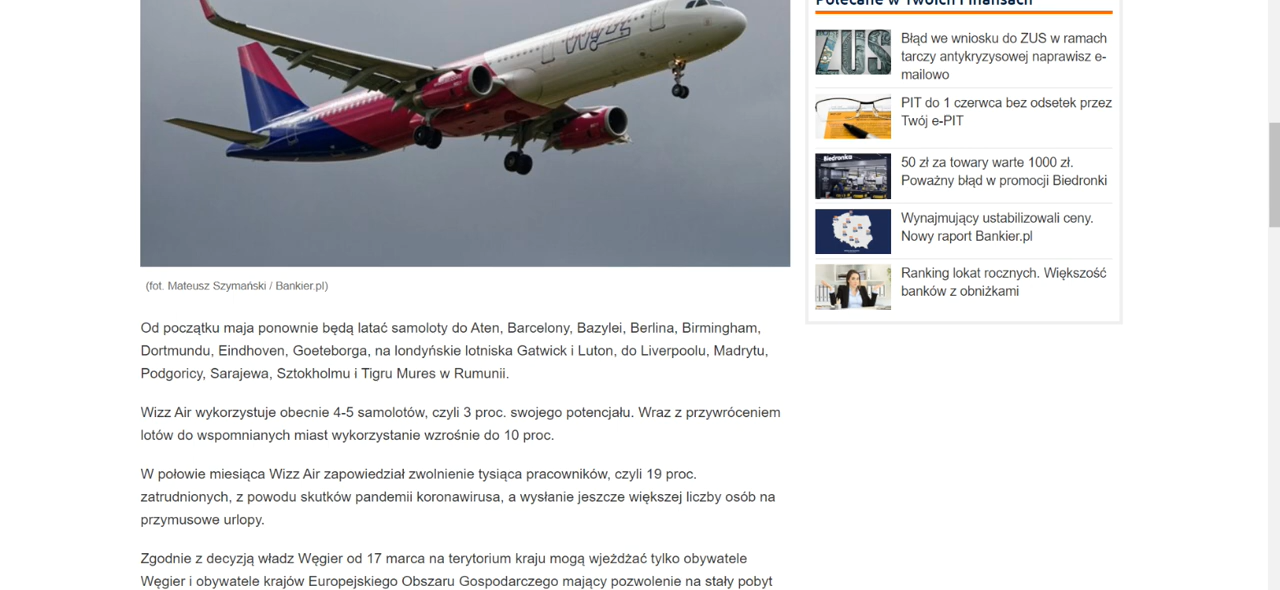 Wizz
(fot. Mateusz Szymański / Bankier.pl)
Od początku maja ponownie będą latać samoloty do Aten, Barcelony, Bazylei, Berlina, Birmingham,
Dortmundu, Eindhoven, Goeteborga, na londyńskie lotniska Gatwick i Luton, do Liverpoolu, Madrytu,
Podgoricy, Sarajewa, Sztokholmu i Tigru Mures w Rumunii.
Wizz Air wykorzystuje obecnie 4-5 samolotów, czyli 3 proc. swojego potencjału. Wraz z przywróceniem
lotów do wspomnianych miast wykorzystanie wzrośnie do 10 proc.
W połowie miesiąca Wizz Air zapowiedział zwolnienie tysiąca pracowników, czyli 19 proc.
zatrudnionych, z powodu skutków pandemii koronawirusa, a wysłanie jeszcze większej liczby osób na
przymusowe urlopy.
Zgodnie z decyzją władz Węgier od 17 marca na terytorium kraju mogą wjeżdżać tylko obywatele
Węgier i obywatele krajów Europejskiego Obszaru Gospodarczego mający pozwolenie na stały pobyt
Polecane w Twoich Finansach
ZUS
Błąd we wniosku do ZUS w ramach
tarczy antykryzysowej naprawisz e-
mailowo
PIT do 1 czerwca bez odsetek przez
Twój e-PIT
Biedronka
50 zł za towary warte 1000 zł.
Poważny błąd w promocji Biedronki
Wynajmujący ustabilizowali ceny.
Nowy raport Bankier.pl
Ranking lokat rocznych. Większość
banków z obniżkami